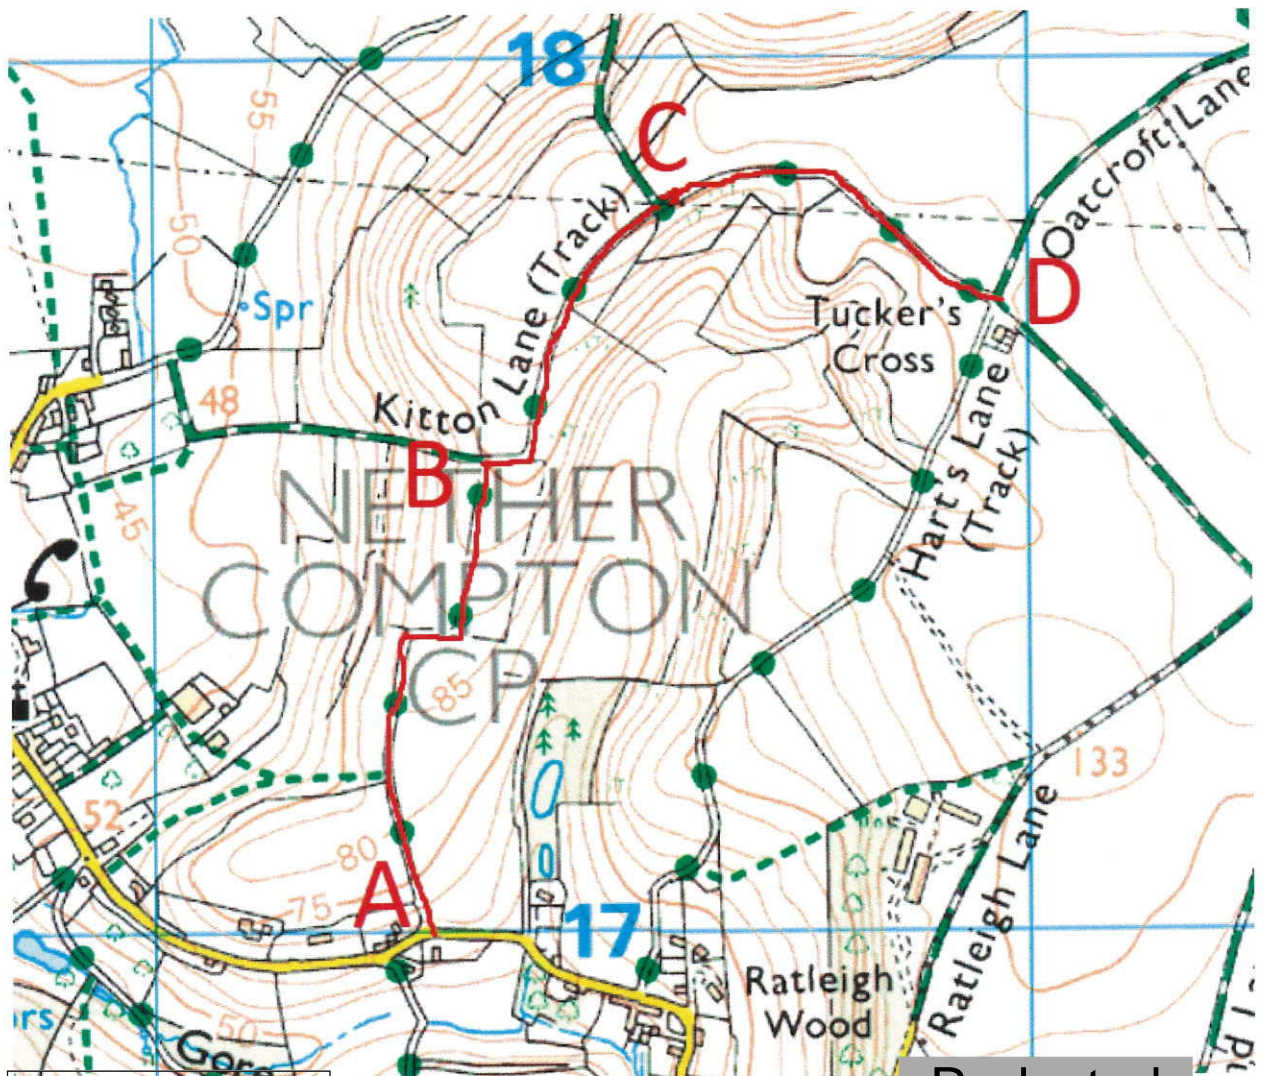 18
55
C
50
Oatcroft Lane
Spr
D
Tucker's
Cross
Kitton Lane (Track)
48
B
Hart's Lane
(Track)
NETHER
COMPTON
CP
45
85
133
52
80
A
75
17
Ratleigh Lane
Ratleigh
Wood
50